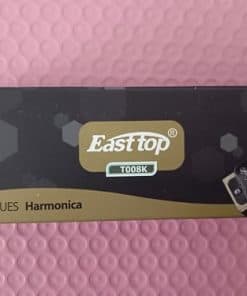 Easttop®
T008K
UES Harmonica